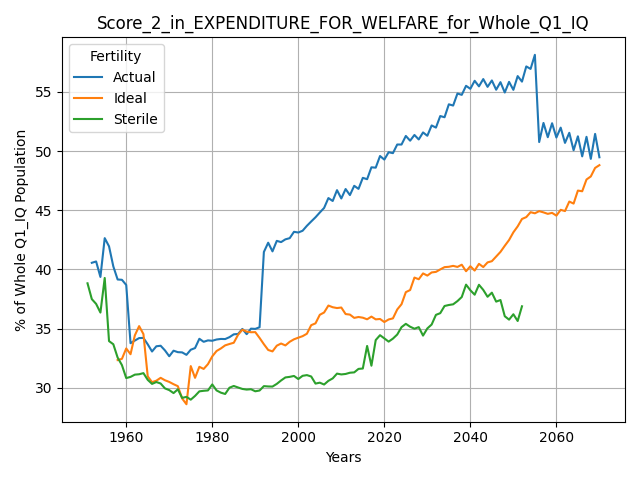 Score_2_in_EXPENDITURE_FOR_WELFARE_for_Whole_Q1_IQ
Fertility
Actual
Ideal
Sterile
% of Whole Q1_IQ Population
55
50
45
40
35
30
1960
1980
2000
2020
2040
2060
Years